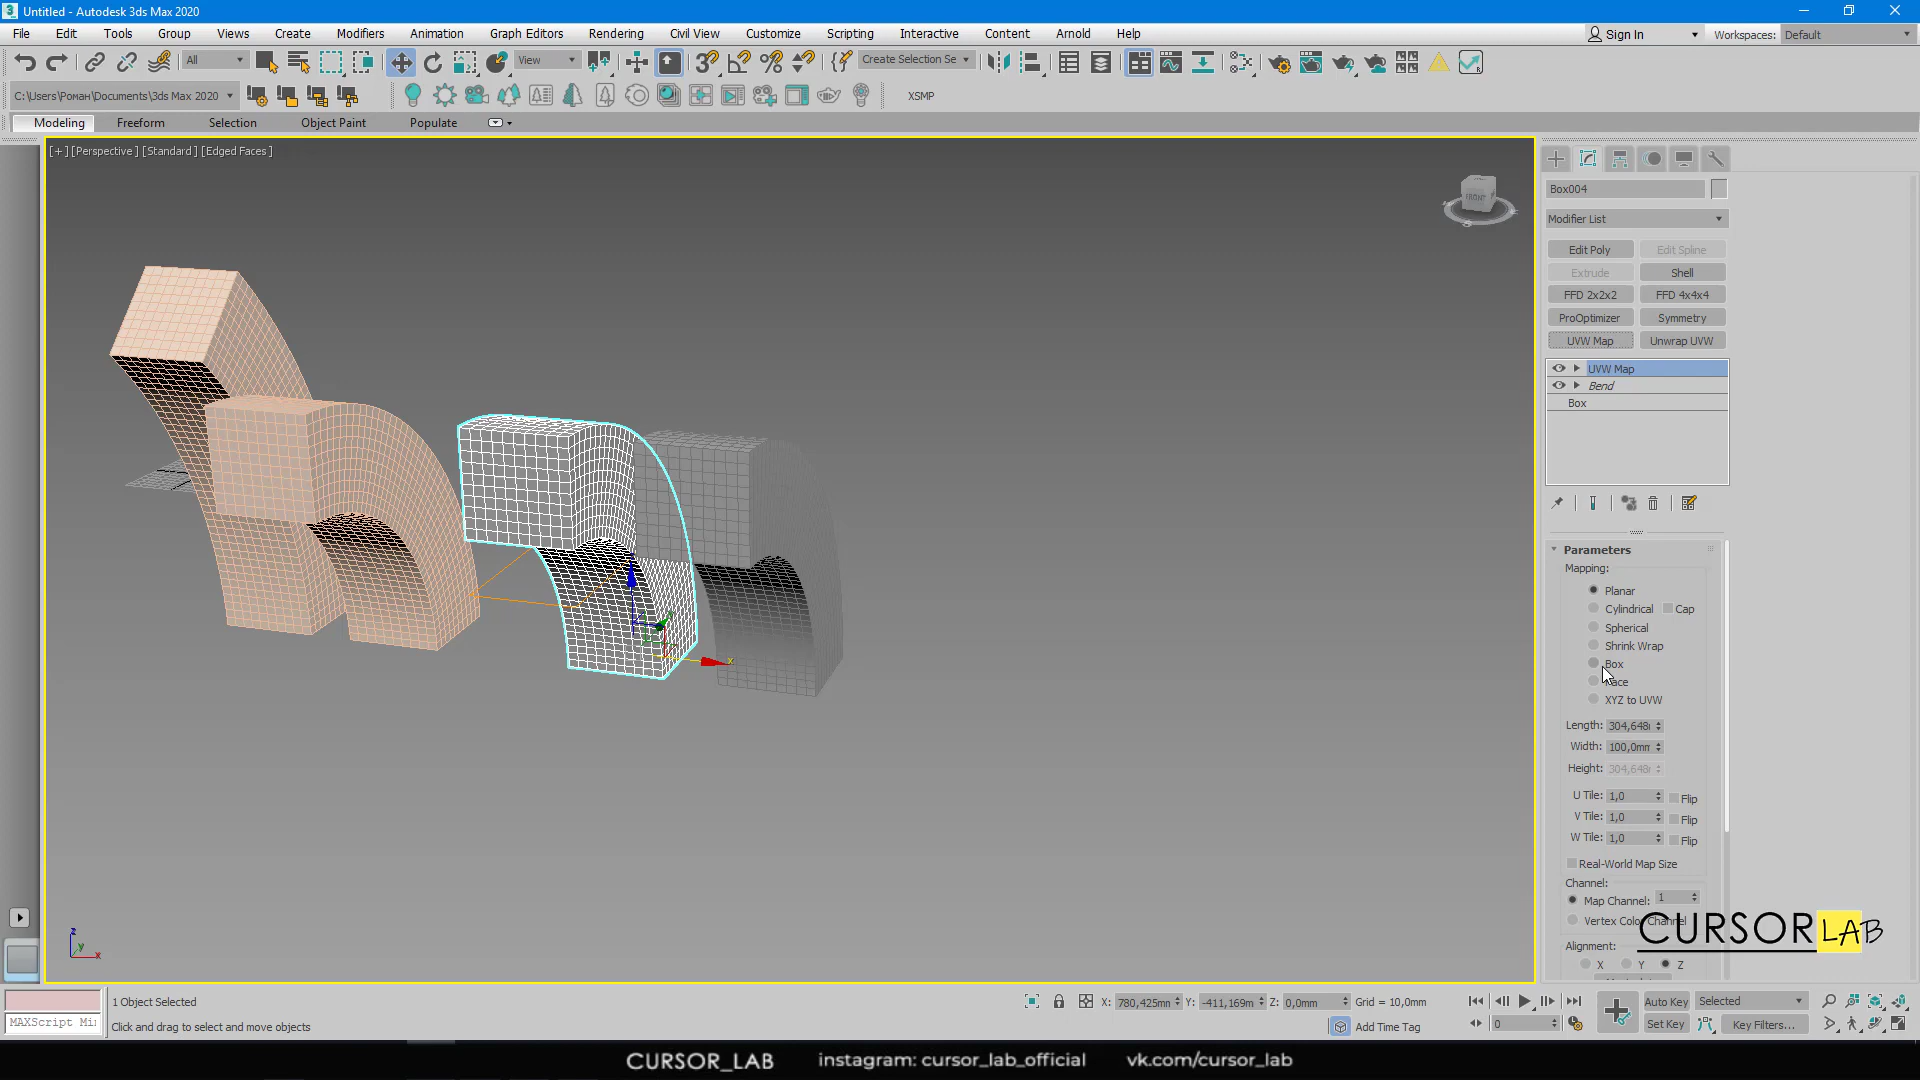 Untitled - Autodesk 3ds Max 2020
File Edit Tools Group Views Create Modifiers Animation Graph Editors Rendering Civil View Customize Scripting Interactive Content Arnold Help
Sign In Workspaces: Default
All View Create Selection Se
C:\Users\Роман\Documents\3ds Max 2020 XSMP
Modeling Freeform Selection Object Paint Populate
[+] [Perspective] [Standard] [Edged Faces]
FRONT
Box004
Modifier List
Edit Poly Edit Spline
Extrude Shell
FFD 2x2x2 FFD 4x4x4
ProOptimizer Symmetry
UVW Map Unwrap UVW
UVW Map
Bend
Box
Parameters
Mapping:
Planar
Cylindrical Cap
Spherical
Shrink Wrap
Box
Face
XYZ to UVW
Length: 304,648
Width: 100,0mm
Height: 304,648
U Tile: 1,0 Flip
V Tile: 1,0 Flip
W Tile: 1,0 Flip
Real-World Map Size
Channel:
Map Channel: 1
Vertex Color Channel
CURSOR LAB
Alignment:
X Y Z
x
z
y
x
1 Object Selected
X: 780,425mm Y: -411,169m Z: 0,0mm Grid = 10,0mm
Auto Key Selected
MAXScript Mi
Click and drag to select and move objects
Add Time Tag
0
Set Key Key Filters...
CURSOR_LAB instagram: cursor_lab_official vk.com/cursor_lab